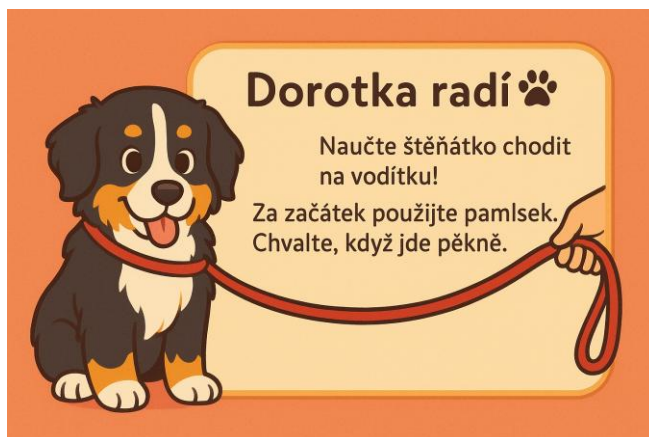 Dorotka radí
Naučte štěňátko chodit
na vodítku!
Za začátek použijte pamlsek.
Chvalte, když jde pěkně.